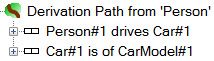 Derivation Path from 'Person'
Person#1 drives Car#1
Car#1 is of CarModel#1